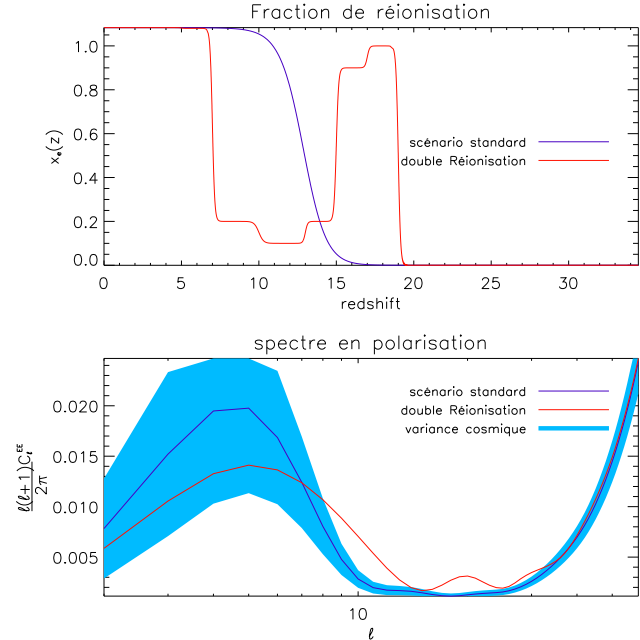 Fraction de réionisation
1.0
0.8
0.6
0.4
0.2
0.0
x_e(z)
scénario standard
double Réionisation
0 5 10 15 20 25 30
redshift
spectre en polarisation
0.020
0.015
0.010
0.005
ℓ(ℓ+1)C_ℓ^EE
2π
scénario standard
double Réionisation
variance cosmique
10
ℓ